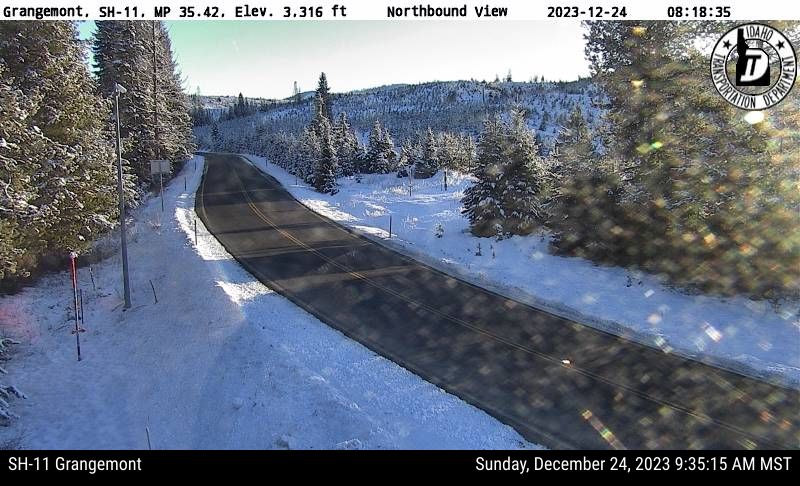 Grangemont, SH-11, MP 35.42, Elev. 3,316 ft Northbound View 2023-12-24 08:18:35
IDAHO
TRANSPORTATION DEPARTMENT
SH-11 Grangemont Sunday, December 24, 2023 9:35:15 AM MST